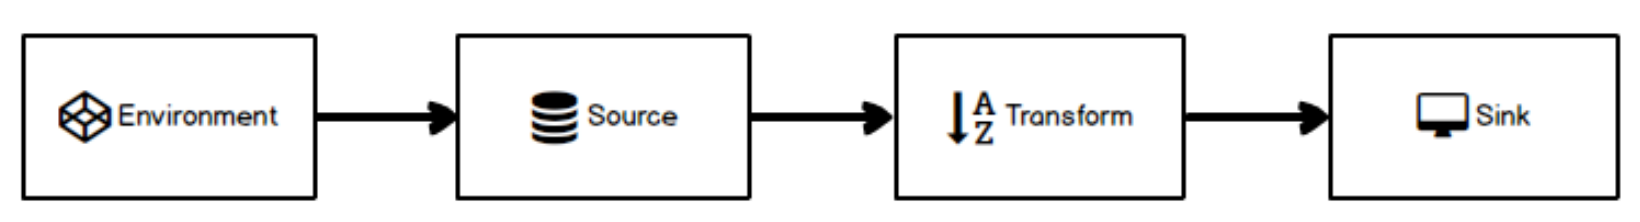 Environment
Source
A
Z
Transform
Sink